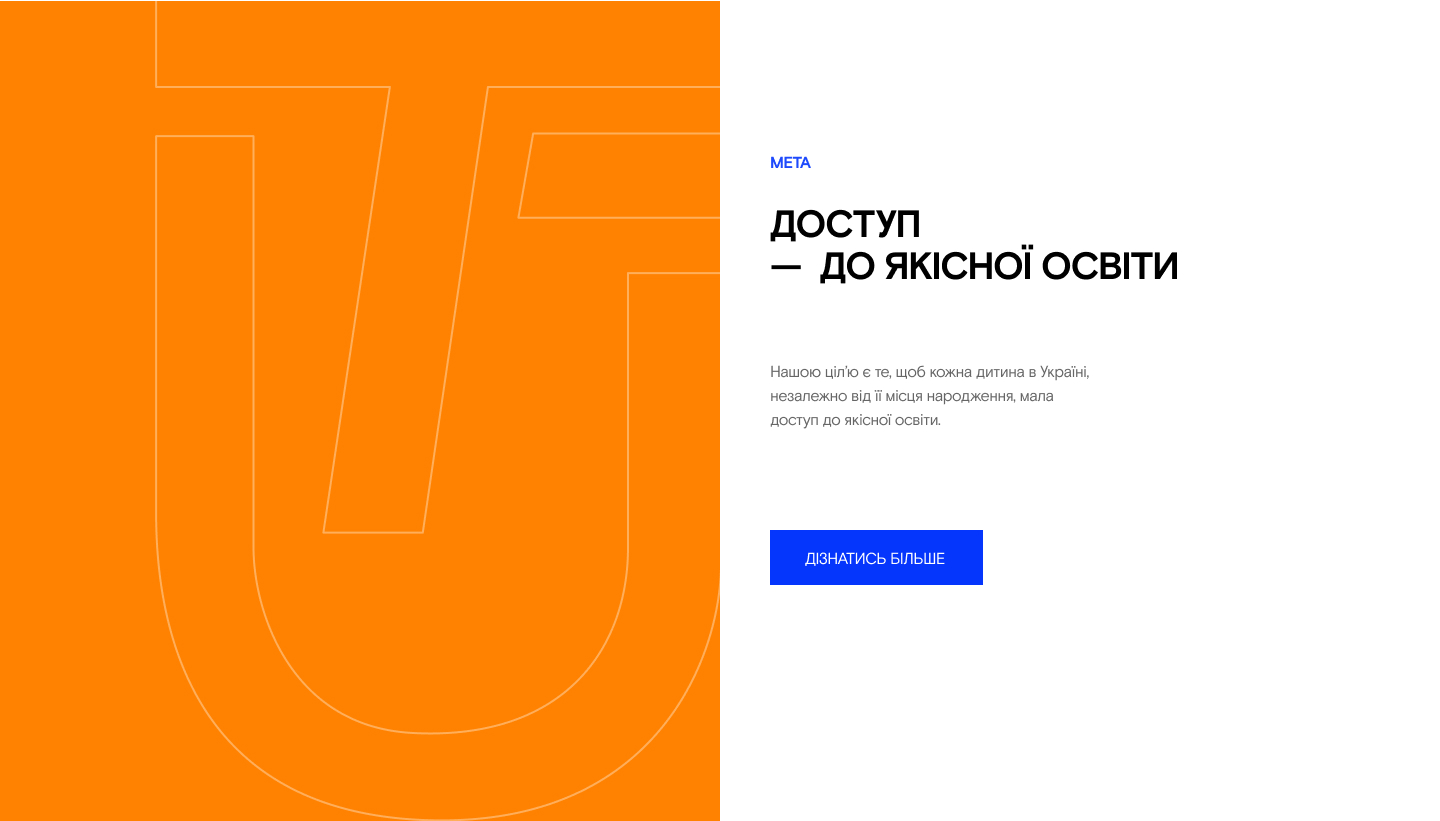 МЕТА
ДОСТУП
— ДО ЯКІСНОЇ ОСВІТИ
Нашою ціл'ю є те, щоб кожна дитина в Україні,
незалежно від її місця народження, мала
доступ до якісної освіти.
ДІЗНАТИСЬ БІЛЬШЕ